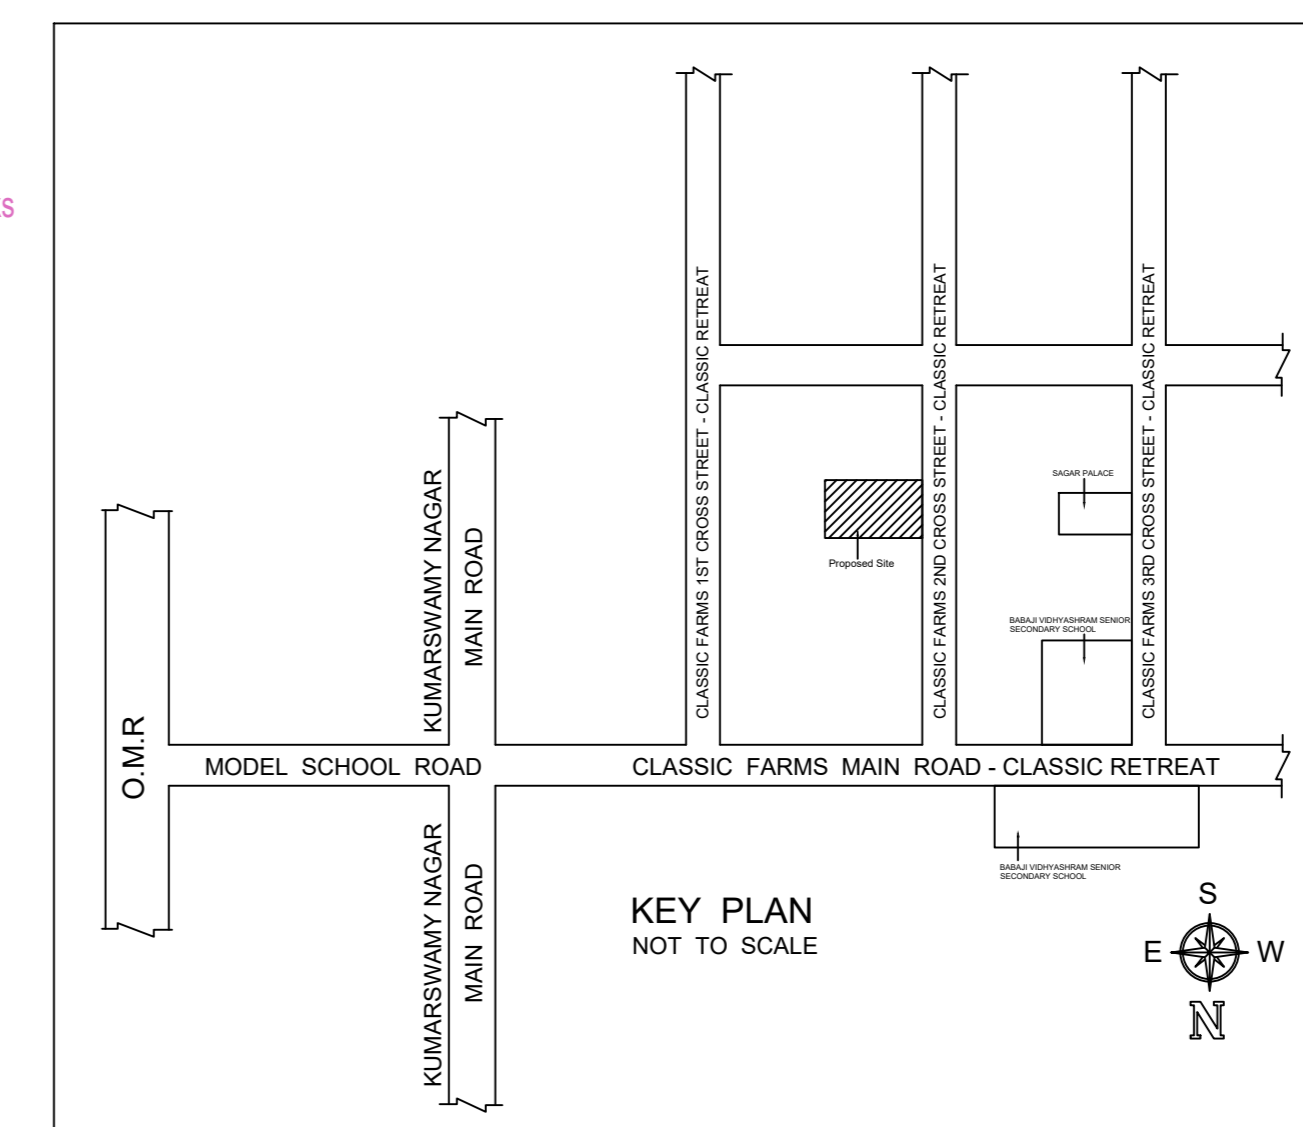 CLASSIC FARMS 1ST CROSS STREET - CLASSIC RETREAT
CLASSIC FARMS 2ND CROSS STREET - CLASSIC RETREAT
CLASSIC FARMS 3RD CROSS STREET - CLASSIC RETREAT
KUMARSWAMY NAGAR
MAIN ROAD
SAGAR PALACE
Proposed Site
BABAJI VIDHYASHRAM SENIOR
SECONDARY SCHOOL
O.M.R
MODEL SCHOOL ROAD
CLASSIC FARMS MAIN ROAD - CLASSIC RETREAT
KUMARSWAMY NAGAR
MAIN ROAD
BABAJI VIDHYASHRAM SENIOR
SECONDARY SCHOOL
KEY PLAN
NOT TO SCALE
S
E W
N